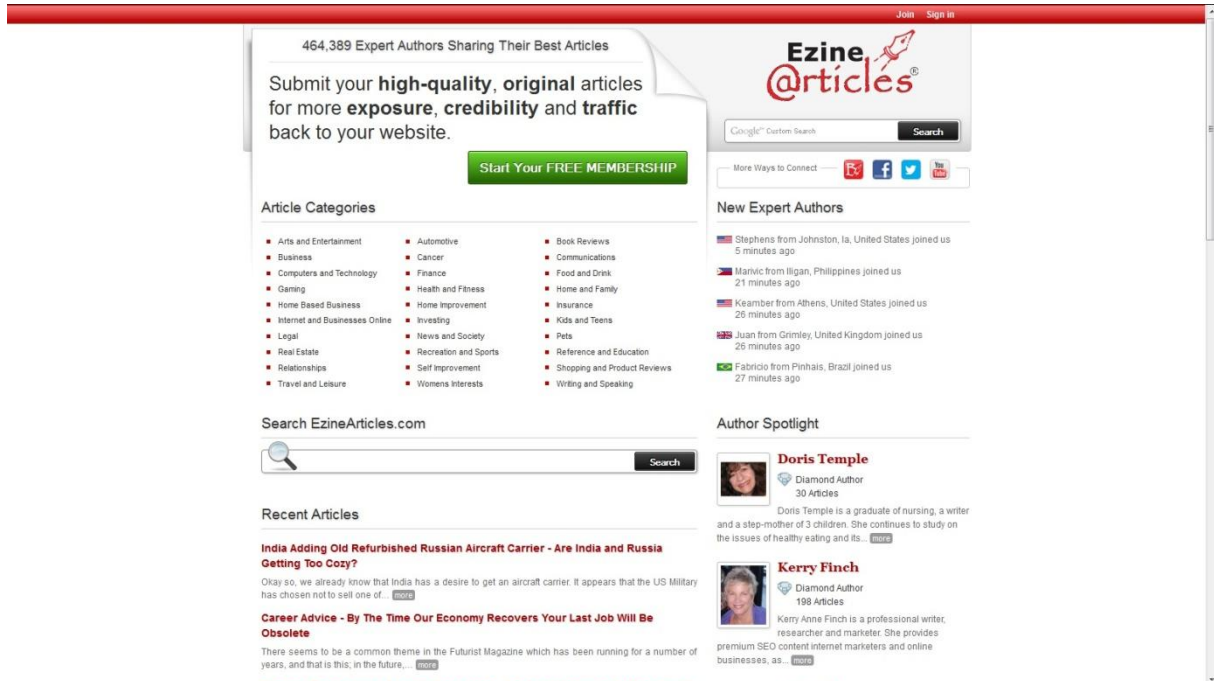 Join Sign in
464,389 Expert Authors Sharing Their Best Articles
Submit your high-quality, original articles
for more exposure, credibility and traffic
back to your website.
Start Your FREE MEMBERSHIP
Ezine
@rticles®
Google™ Custom Search Search
More Ways to Connect
You
Tube
Article Categories
Arts and Entertainment
Business
Computers and Technology
Gaming
Home Based Business
Internet and Businesses Online
Legal
Real Estate
Relationships
Travel and Leisure
Automotive
Cancer
Finance
Health and Fitness
Home Improvement
Investing
News and Society
Recreation and Sports
Self Improvement
Womens Interests
Book Reviews
Communications
Food and Drink
Home and Family
Insurance
Kids and Teens
Pets
Reference and Education
Shopping and Product Reviews
Writing and Speaking
New Expert Authors
Stephens from Johnston, Ia, United States joined us
5 minutes ago
Marivic from Iligan, Philippines joined us
21 minutes ago
Keamber from Athens, United States joined us
26 minutes ago
Juan from Grimley, United Kingdom joined us
26 minutes ago
Fabricio from Pinhais, Brazil joined us
27 minutes ago
Search EzineArticles.com
Search
Recent Articles
India Adding Old Refurbished Russian Aircraft Carrier - Are India and Russia
Getting Too Cozy?
Okay so, we already know that India has a desire to get an aircraft carrier. It appears that the US Military
has chosen not to sell one of... more
Career Advice - By The Time Our Economy Recovers Your Last Job Will Be
Obsolete
There seems to be a common theme in the Futurist Magazine which has been running for a number of
years, and that is this; in the future,... more
Author Spotlight
Doris Temple
Diamond Author
30 Articles
Doris Temple is a graduate of nursing, a writer
and a step-mother of 3 children. She continues to study on
the issues of healthy eating and its... more
Kerry Finch
Diamond Author
198 Articles
Kerry Anne Finch is a professional writer,
researcher and marketer. She provides
premium SEO content internet marketers and online
businesses, as... more